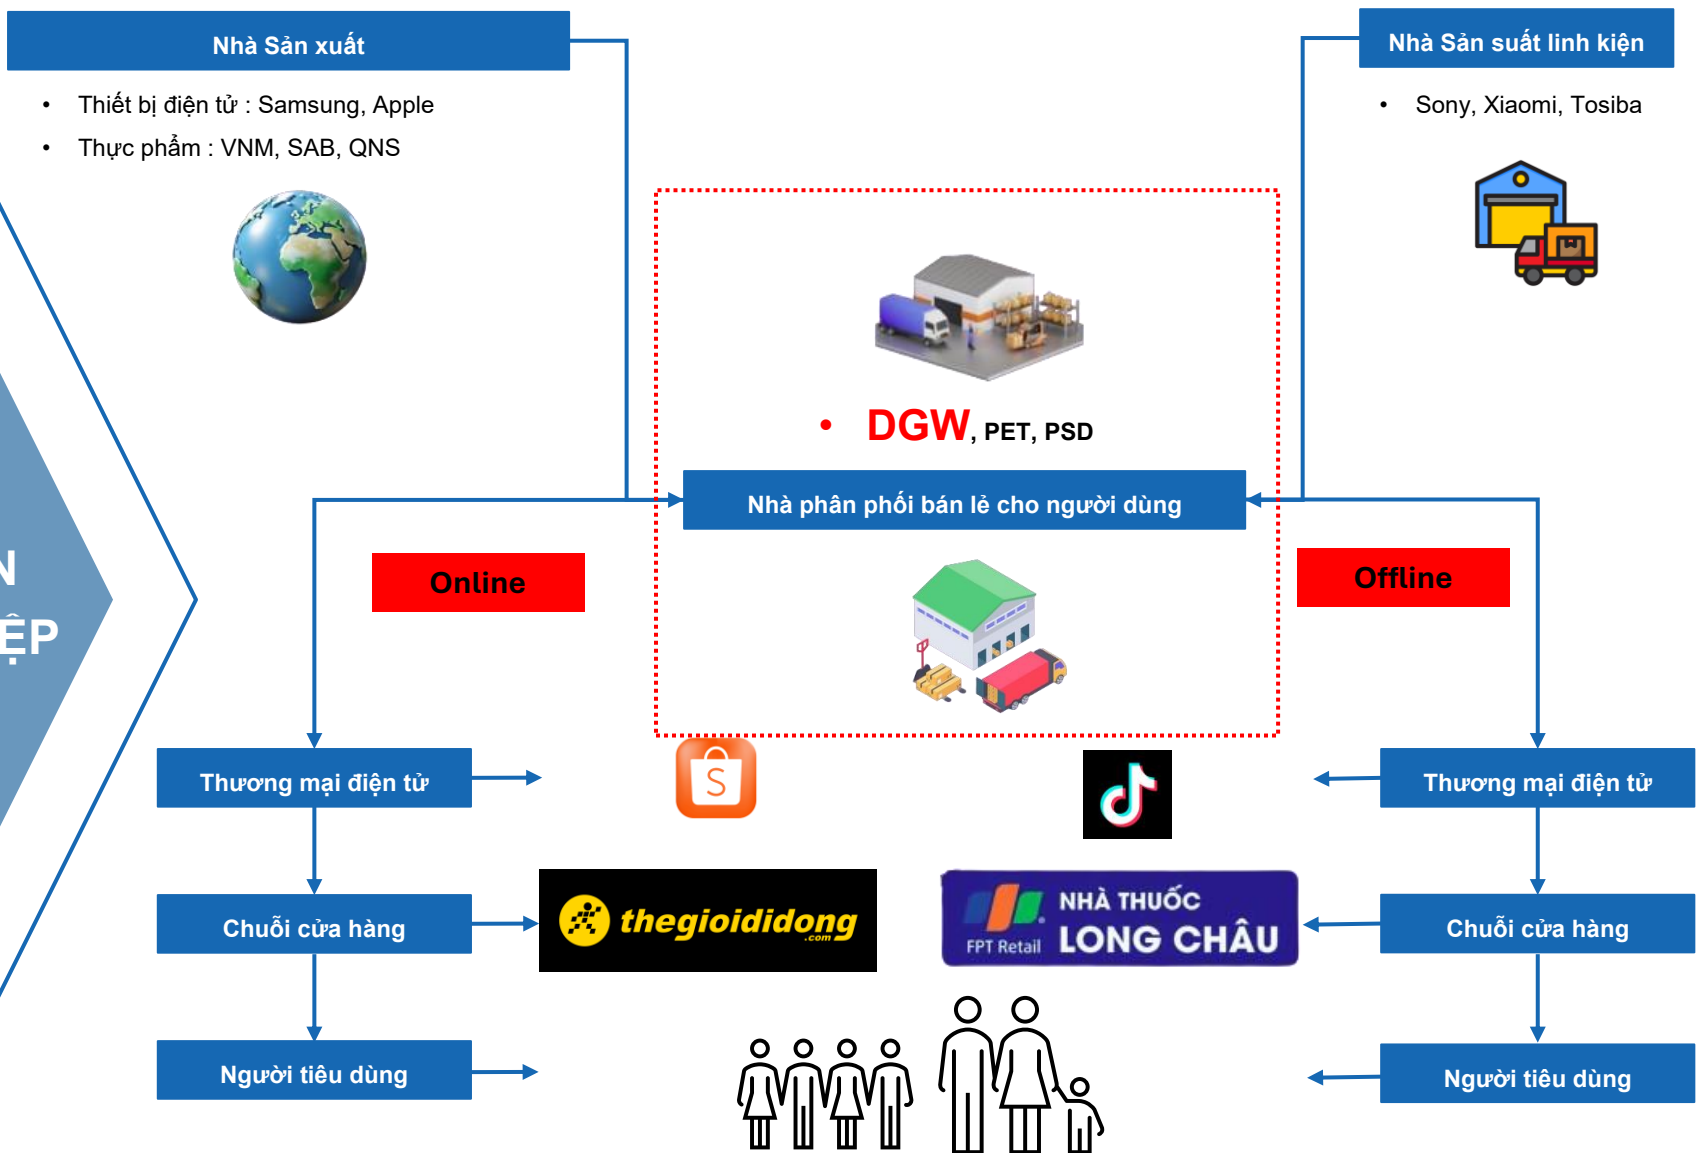 Nhà Sản xuất
Nhà Sản suất linh kiện
• Thiết bị điện tử : Samsung, Apple
• Thực phẩm : VNM, SAB, QNS
• Sony, Xiaomi, Tosiba
• DGW, PET, PSD
Nhà phân phối bán lẻ cho người dùng
N
ỆP
Online
Offline
Thương mại điện tử
S
Thương mại điện tử
Chuỗi cửa hàng
thegioididong
.com
FPT Retail
NHÀ THUỐC
LONG CHÂU
Chuỗi cửa hàng
Người tiêu dùng
Người tiêu dùng